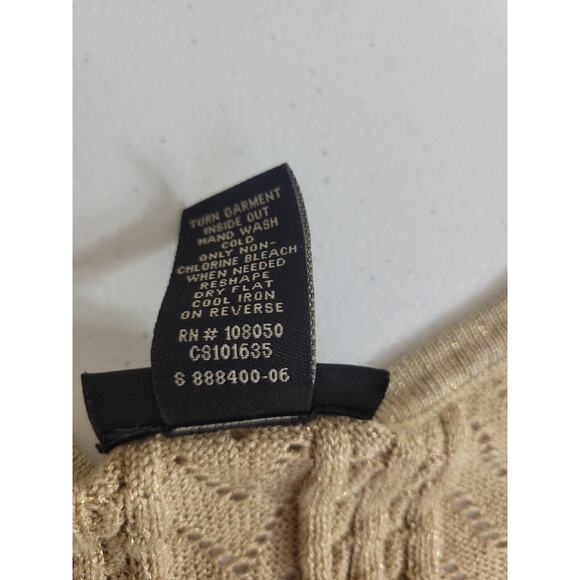 TURN GARMENT
INSIDE OUT
HAND WASH
COLD
ONLY NON-
CHLORINE BLEACH
WHEN NEEDED
RESHAPE
DRY FLAT
COOL IRON
ON REVERSE
RN # 108050
CS101635
S 888400-06